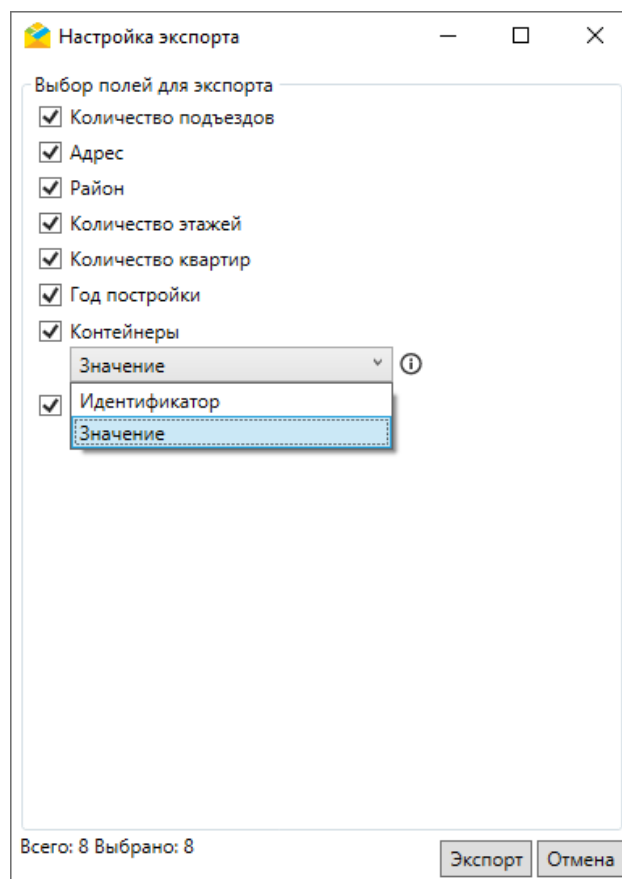 Настройка экспорта
Выбор полей для экспорта
Количество подъездов
Адрес
Район
Количество этажей
Количество квартир
Год постройки
Контейнеры
Значение
Идентификатор
Значение
Всего: 8 Выбрано: 8
Экспорт Отмена